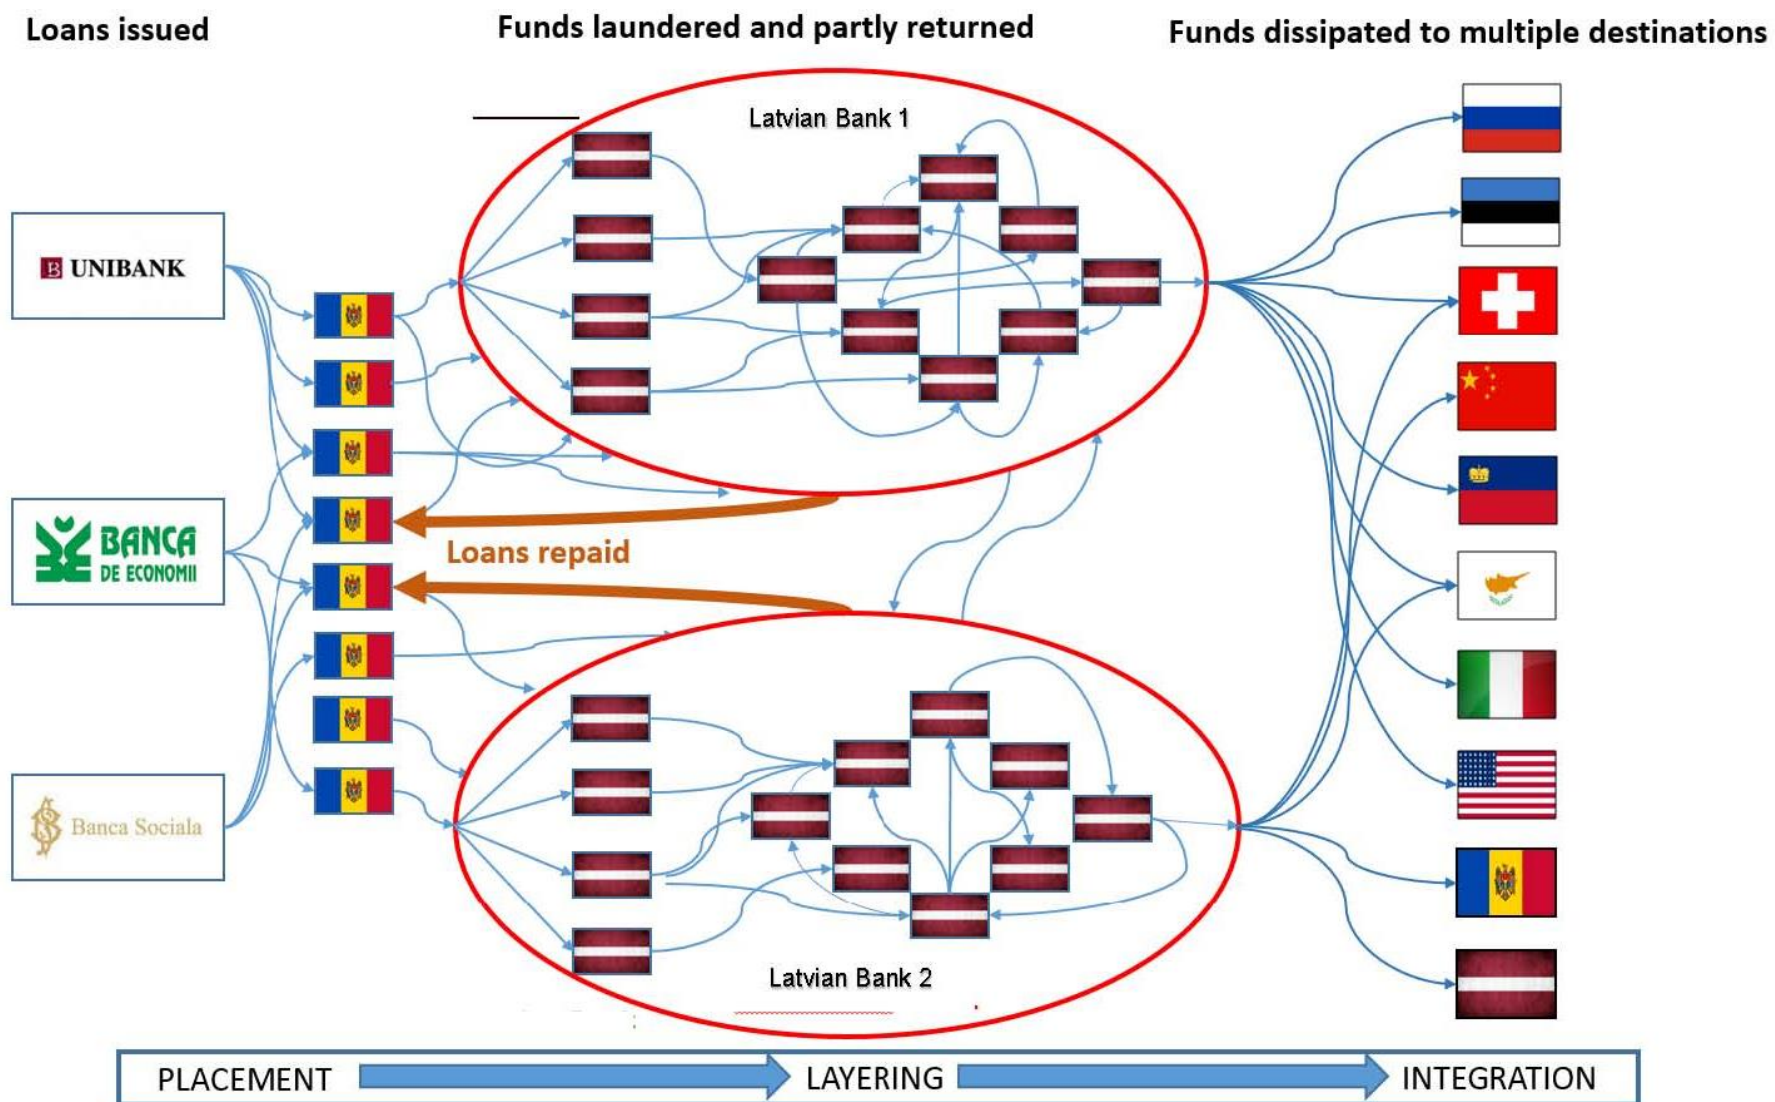 Loans issued
Funds laundered and partly returned
Funds dissipated to multiple destinations
Latvian Bank 1
B UNIBANK
BANCA
DE ECONOMII
Loans repaid
Banca Sociala
Latvian Bank 2
PLACEMENT
LAYERING
INTEGRATION